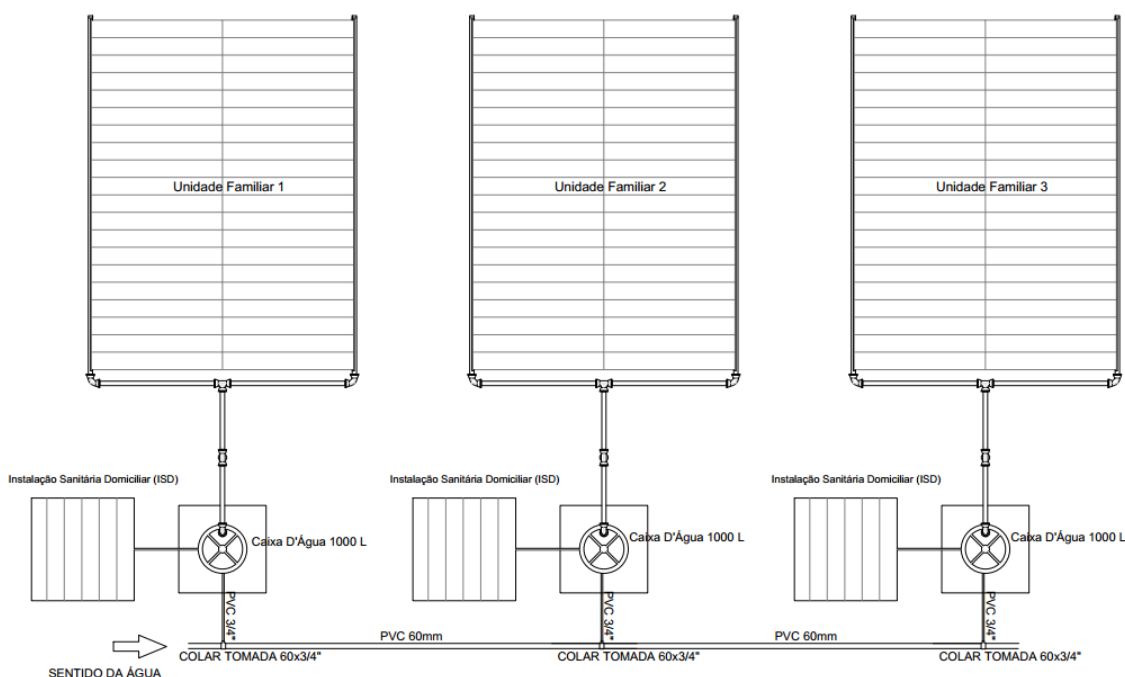 Unidade Familiar 1
Unidade Familiar 2
Unidade Familiar 3
Instalação Sanitária Domiciliar (ISD)
Instalação Sanitária Domiciliar (ISD)
Instalação Sanitária Domiciliar (ISD)
Caixa D'Água 1000 L
Caixa D'Água 1000 L
Caixa D'Água 1000 L
PVC 3/4"
PVC 3/4"
PVC 3/4"
PVC 60mm
PVC 60mm
COLAR TOMADA 60x3/4"
COLAR TOMADA 60x3/4"
COLAR TOMADA 60x3/4"
SENTIDO DA ÁGUA